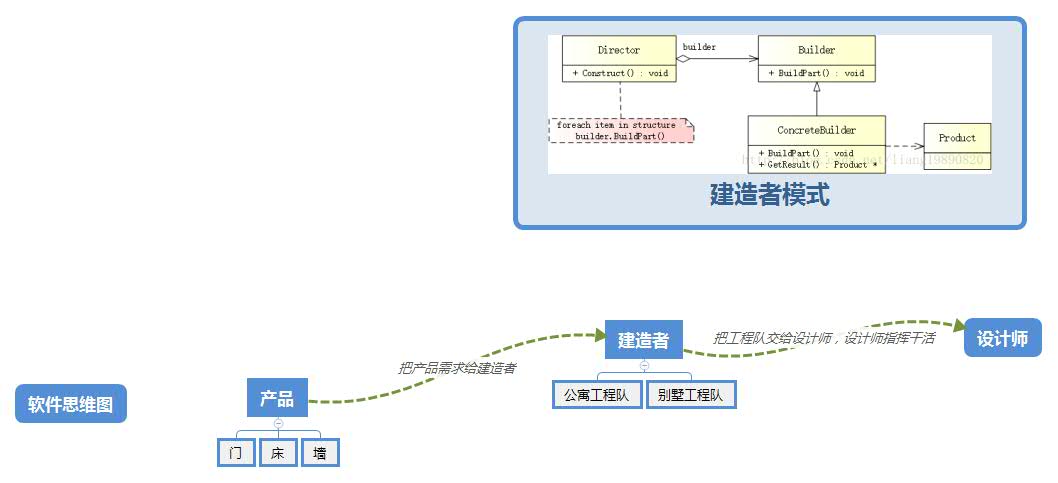 Director
+ Construct() : void
builder
Builder
+ BuildPart() : void
foreach item in structure
builder.BuildPart()
ConcreteBuilder
+ BuildPart() : void
+ GetResult() : Product *
Product
建造者模式
软件思维图
产品
门
床
墙
把产品需求给建造者
建造者
公寓工程队
别墅工程队
把工程队交给设计师，设计师指挥干活
设计师